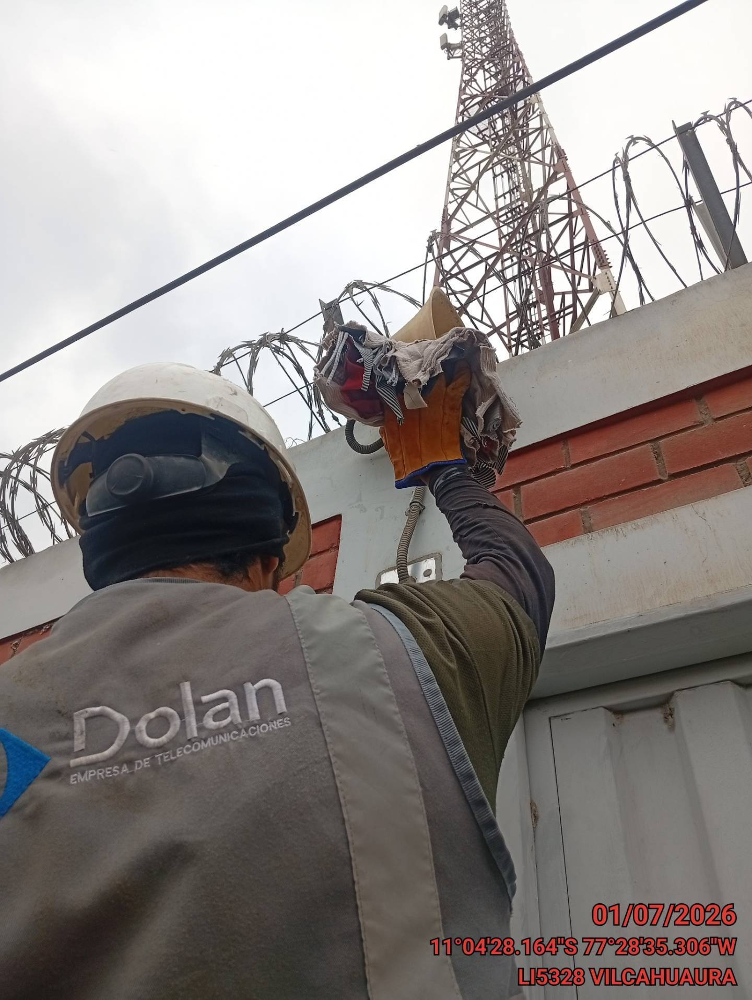 Dolan
EMPRESA DE TELECOMUNICACIONES
01/07/2026
11°04'28.164"S 77°28'35.306"W
LI5328 VILCAHUAURA